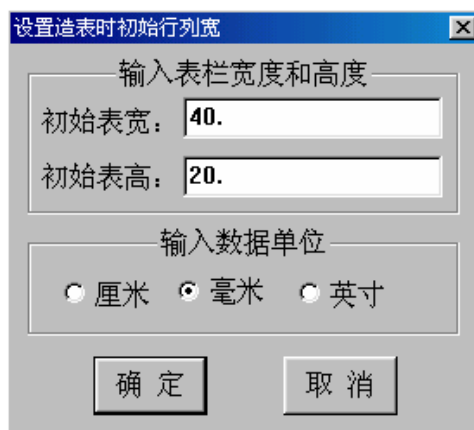 设置造表时初始行列宽
输入表栏宽度和高度
初始表宽： 40.
初始表高： 20.
输入数据单位
厘米 毫米 英寸
确 定 取 消